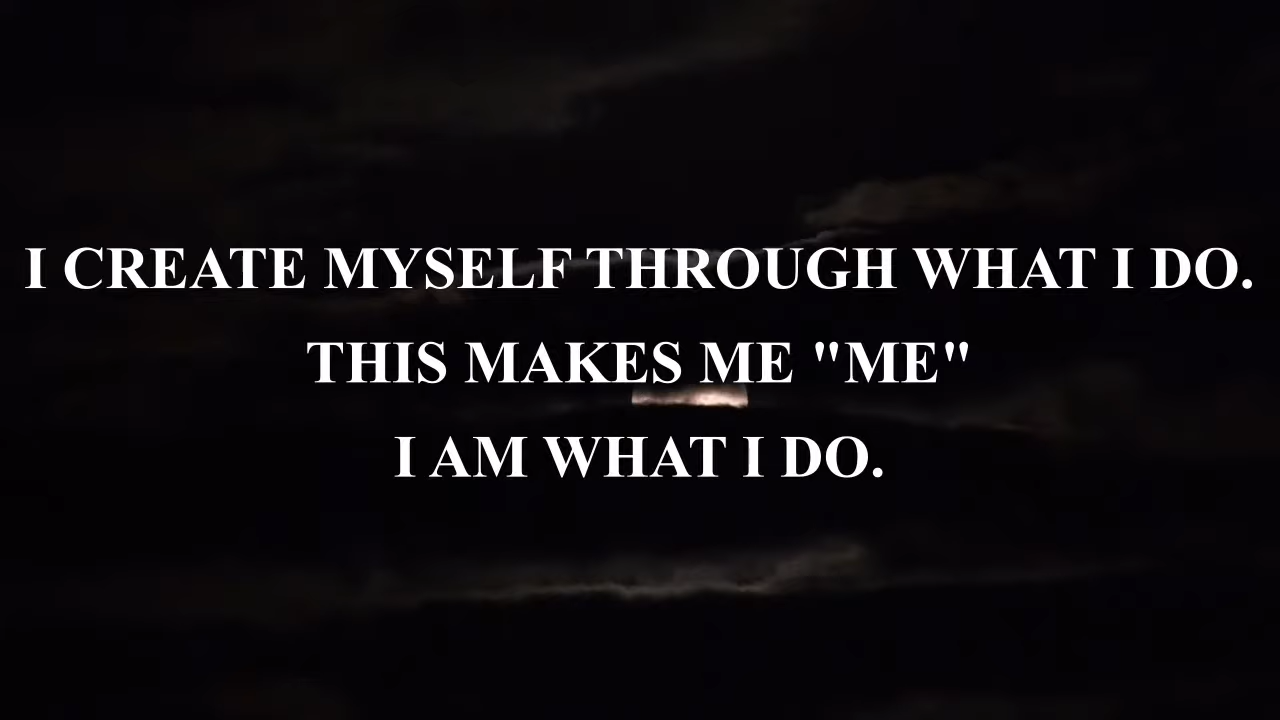 I CREATE MYSELF THROUGH WHAT I DO.
THIS MAKES ME "ME"
I AM WHAT I DO.